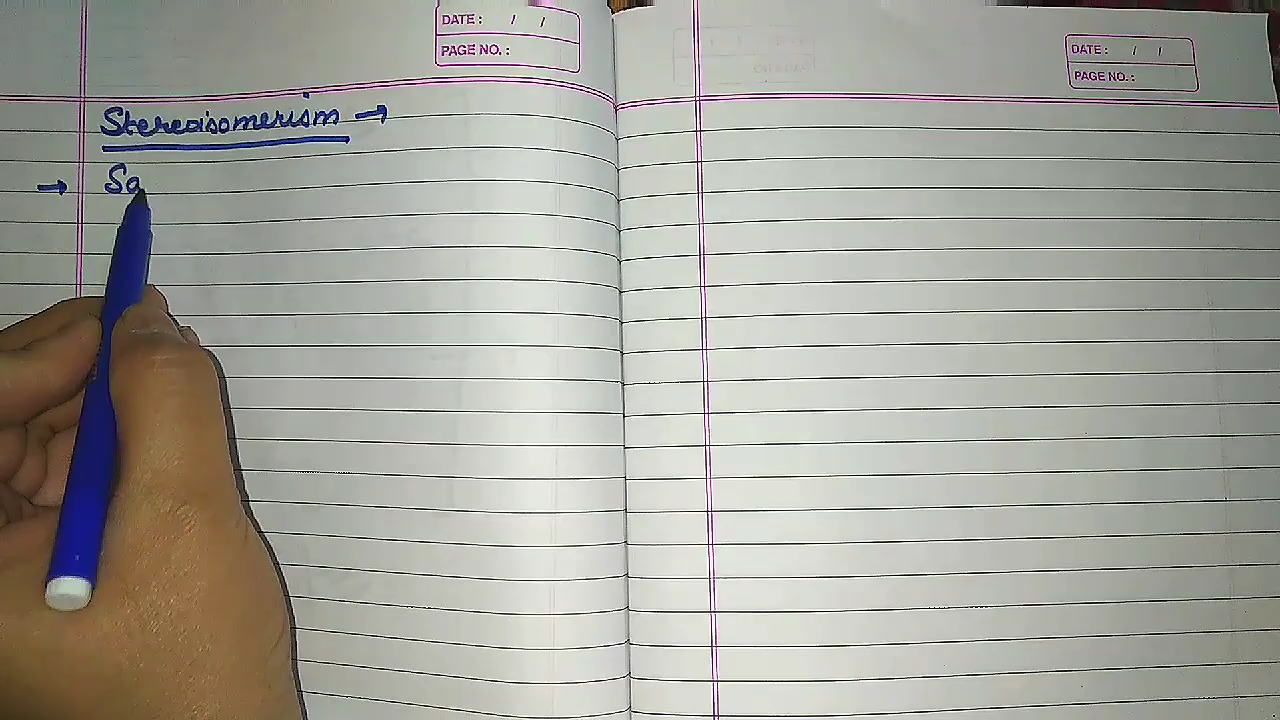 DATE : / /
PAGE NO. :
Stereoisomerism →
→ Sa
DATE : / /
PAGE NO. :